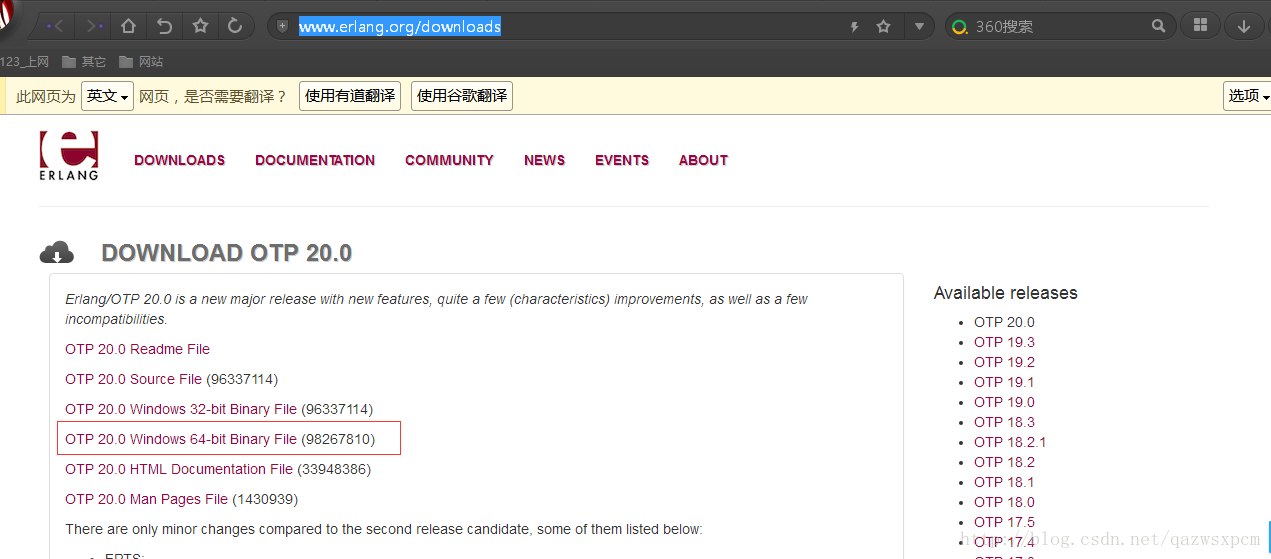 www.erlang.org/downloads
360搜索
123_上网 其它 网站
此网页为 英文 网页，是否需要翻译？ 使用有道翻译 使用谷歌翻译 选项
ERLANG
DOWNLOADS DOCUMENTATION COMMUNITY NEWS EVENTS ABOUT
DOWNLOAD OTP 20.0
Erlang/OTP 20.0 is a new major release with new features, quite a few (characteristics) improvements, as well as a few
incompatibilities.
OTP 20.0 Readme File
OTP 20.0 Source File (96337114)
OTP 20.0 Windows 32-bit Binary File (96337114)
OTP 20.0 Windows 64-bit Binary File (98267810)
OTP 20.0 HTML Documentation File (33948386)
OTP 20.0 Man Pages File (1430939)
There are only minor changes compared to the second release candidate, some of them listed below:
ERTS:
Available releases
OTP 20.0
OTP 19.3
OTP 19.2
OTP 19.1
OTP 19.0
OTP 18.3
OTP 18.2.1
OTP 18.2
OTP 18.1
OTP 18.0
OTP 17.5
OTP 17.4
http://blog.csdn.net/qazwsxpcm